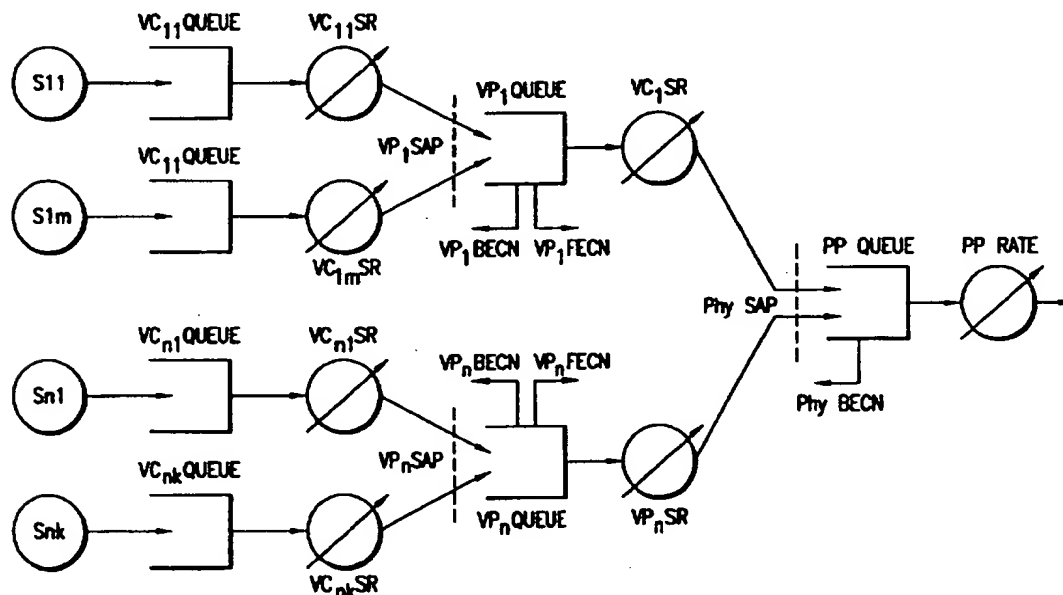 VC₁₁QUEUE
VC₁₁SR
S11
VP₁QUEUE
VC₁SR
VP₁SAP
VC₁₁QUEUE
S1m
VC₁ₘSR
VP₁BECN
VP₁FECN
PP QUEUE
PP RATE
Phy SAP
Phy BECN
VCₙ₁QUEUE
VCₙ₁SR
VPₙBECN
VPₙFECN
Sn1
VPₙSAP
VCₙₖQUEUE
Snk
VCₙₖSR
VPₙQUEUE
VPₙSR